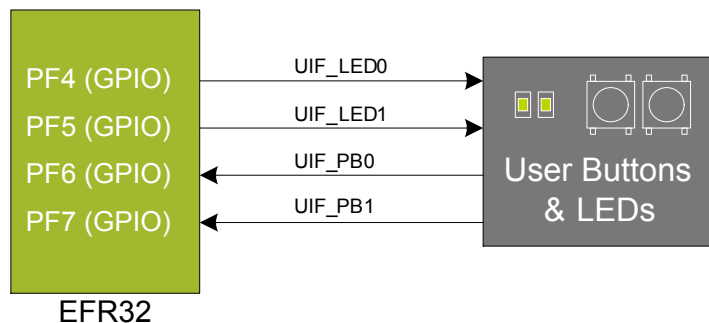 PF4 (GPIO)
PF5 (GPIO)
PF6 (GPIO)
PF7 (GPIO)
EFR32
UIF_LED0
UIF_LED1
UIF_PB0
UIF_PB1
User Buttons
& LEDs